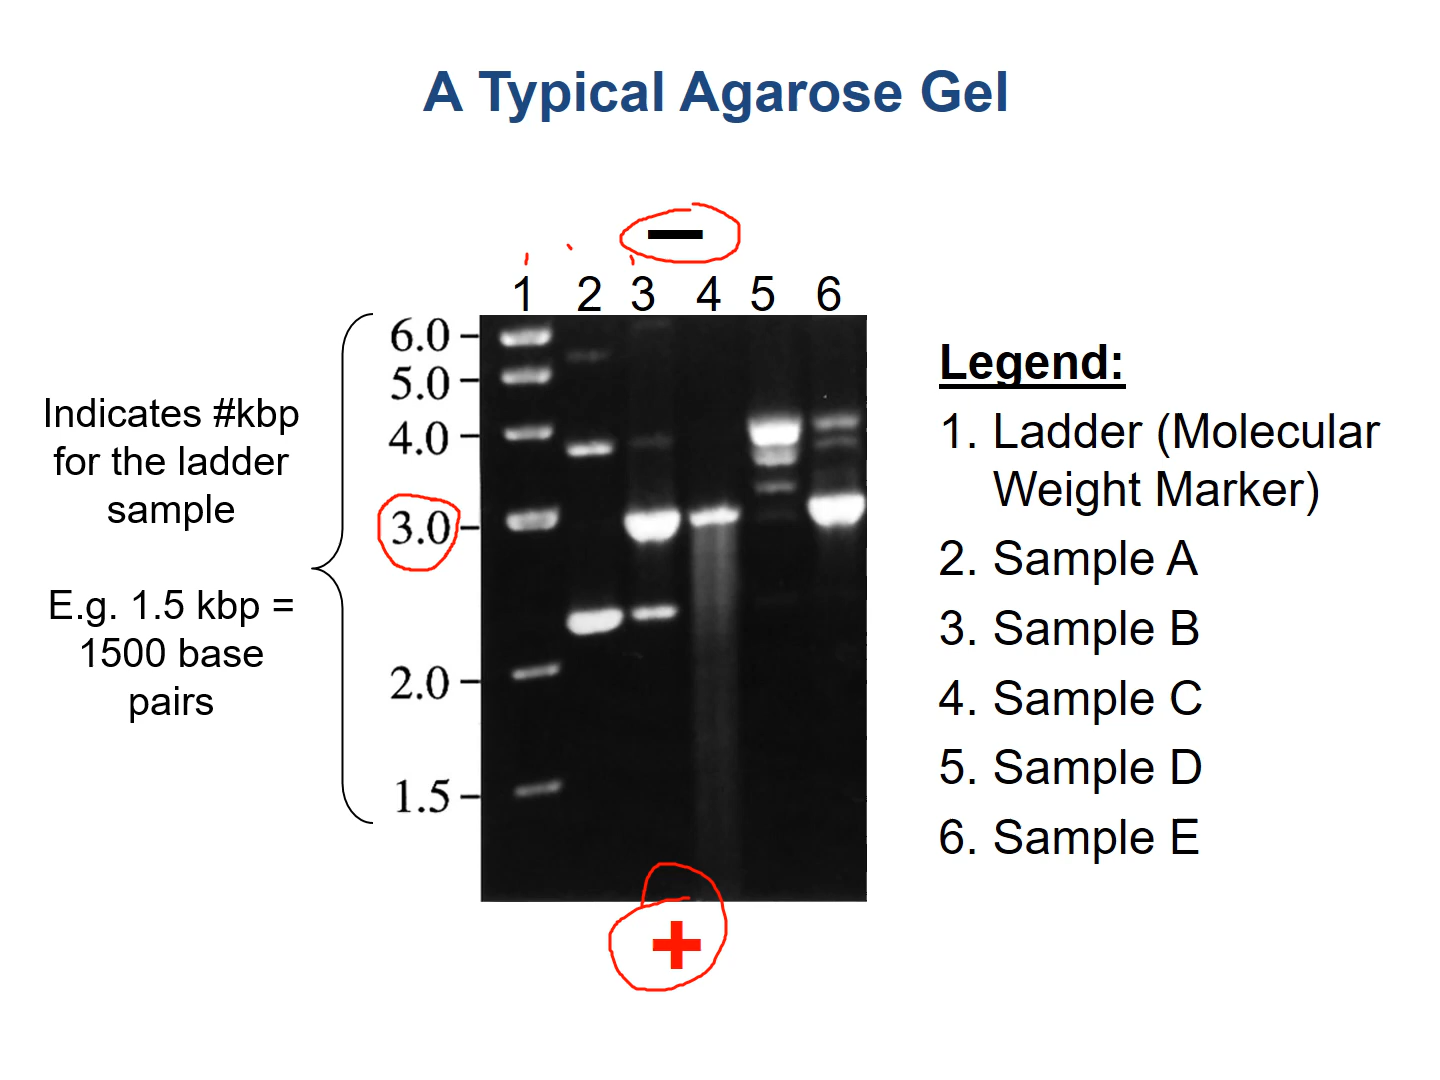 A Typical Agarose Gel
−
1 2 3 4 5 6
6.0
5.0
4.0
3.0
2.0
1.5
Indicates #kbp
for the ladder
sample
E.g. 1.5 kbp =
1500 base
pairs
+
Legend:
1. Ladder (Molecular
Weight Marker)
2. Sample A
3. Sample B
4. Sample C
5. Sample D
6. Sample E